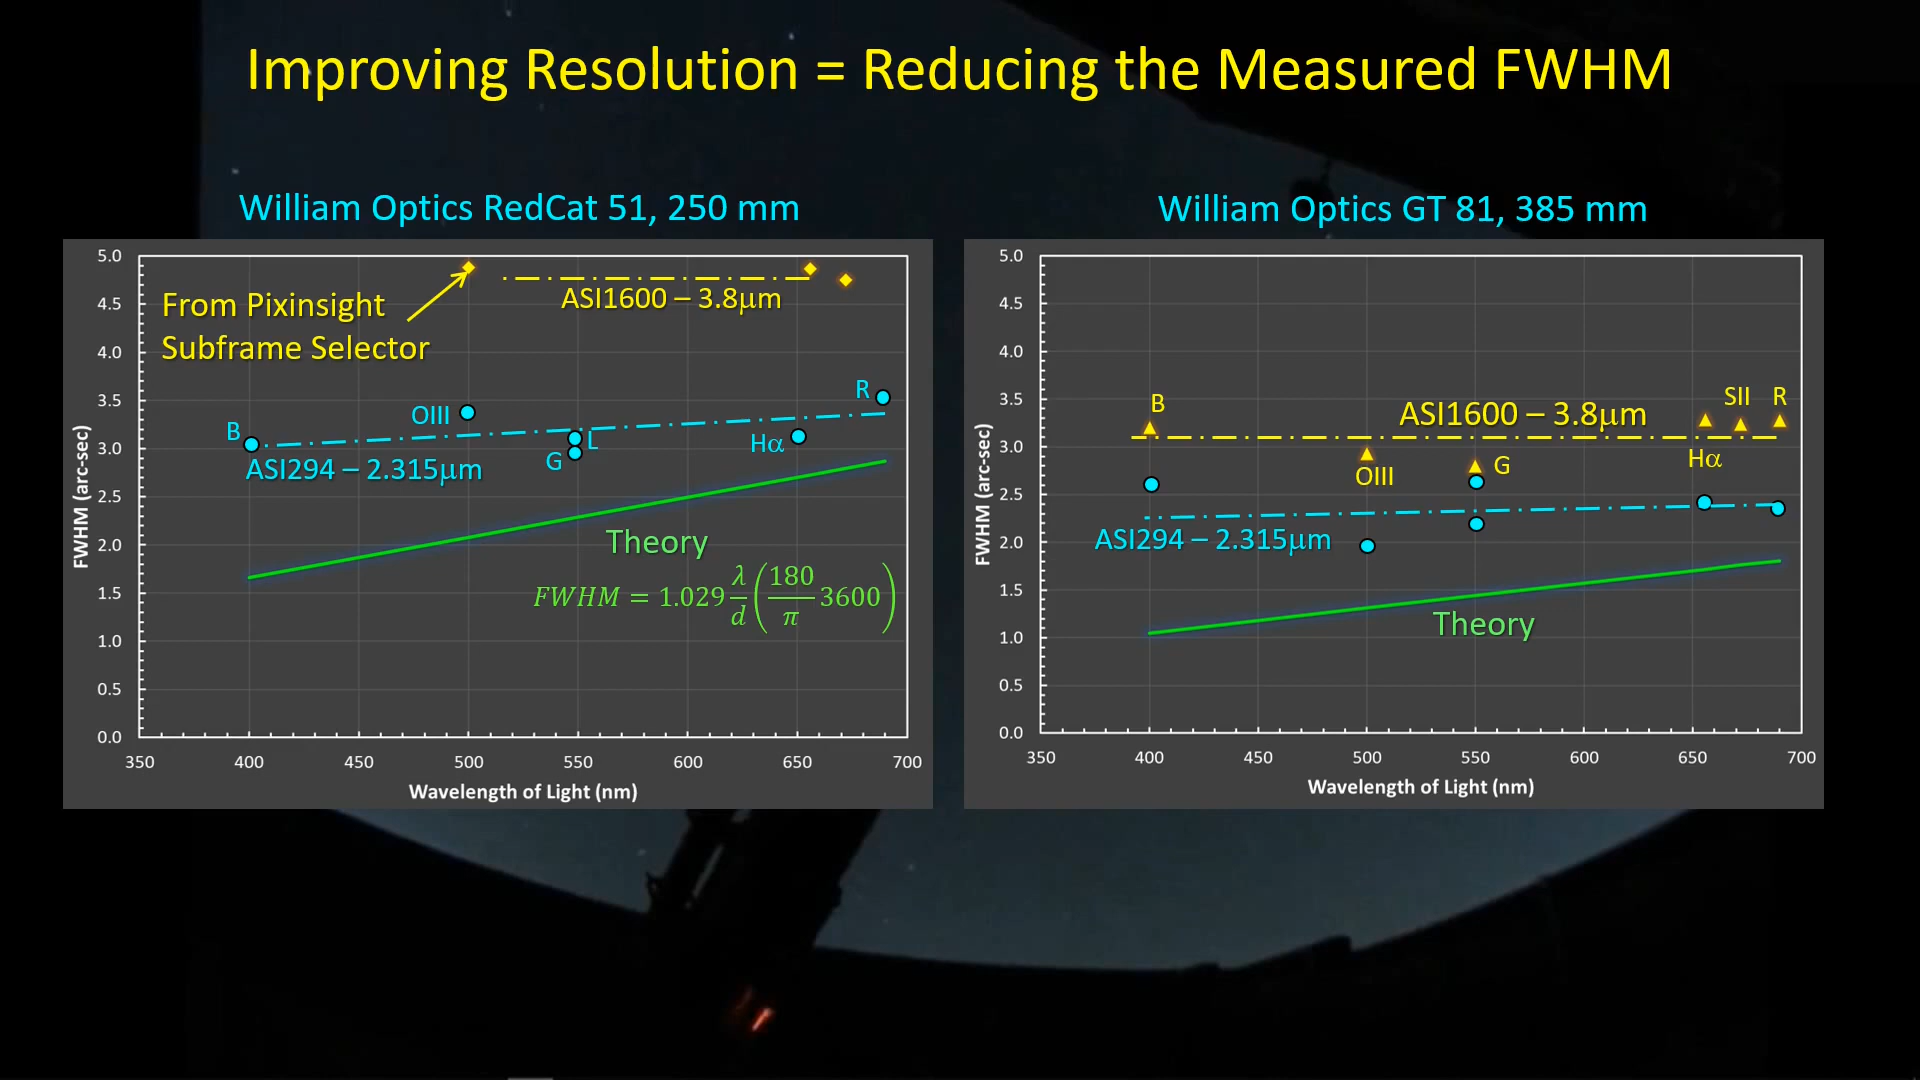 Improving Resolution = Reducing the Measured FWHM
William Optics RedCat 51, 250 mm
5.0
4.5
4.0
3.5
3.0
2.5
2.0
1.5
1.0
0.5
0.0
FWHM (arc-sec)
From Pixinsight
Subframe Selector
ASI1600 – 3.8μm
B
OIII
L
G
Hα
R
ASI294 – 2.315μm
Theory
FWHM = 1.029 λ/d (180/π 3600)
350 400 450 500 550 600 650 700
Wavelength of Light (nm)
William Optics GT 81, 385 mm
5.0
4.5
4.0
3.5
3.0
2.5
2.0
1.5
1.0
0.5
0.0
FWHM (arc-sec)
B
ASI1600 – 3.8μm
SII
R
OIII
G
Hα
ASI294 – 2.315μm
Theory
350 400 450 500 550 600 650 700
Wavelength of Light (nm)